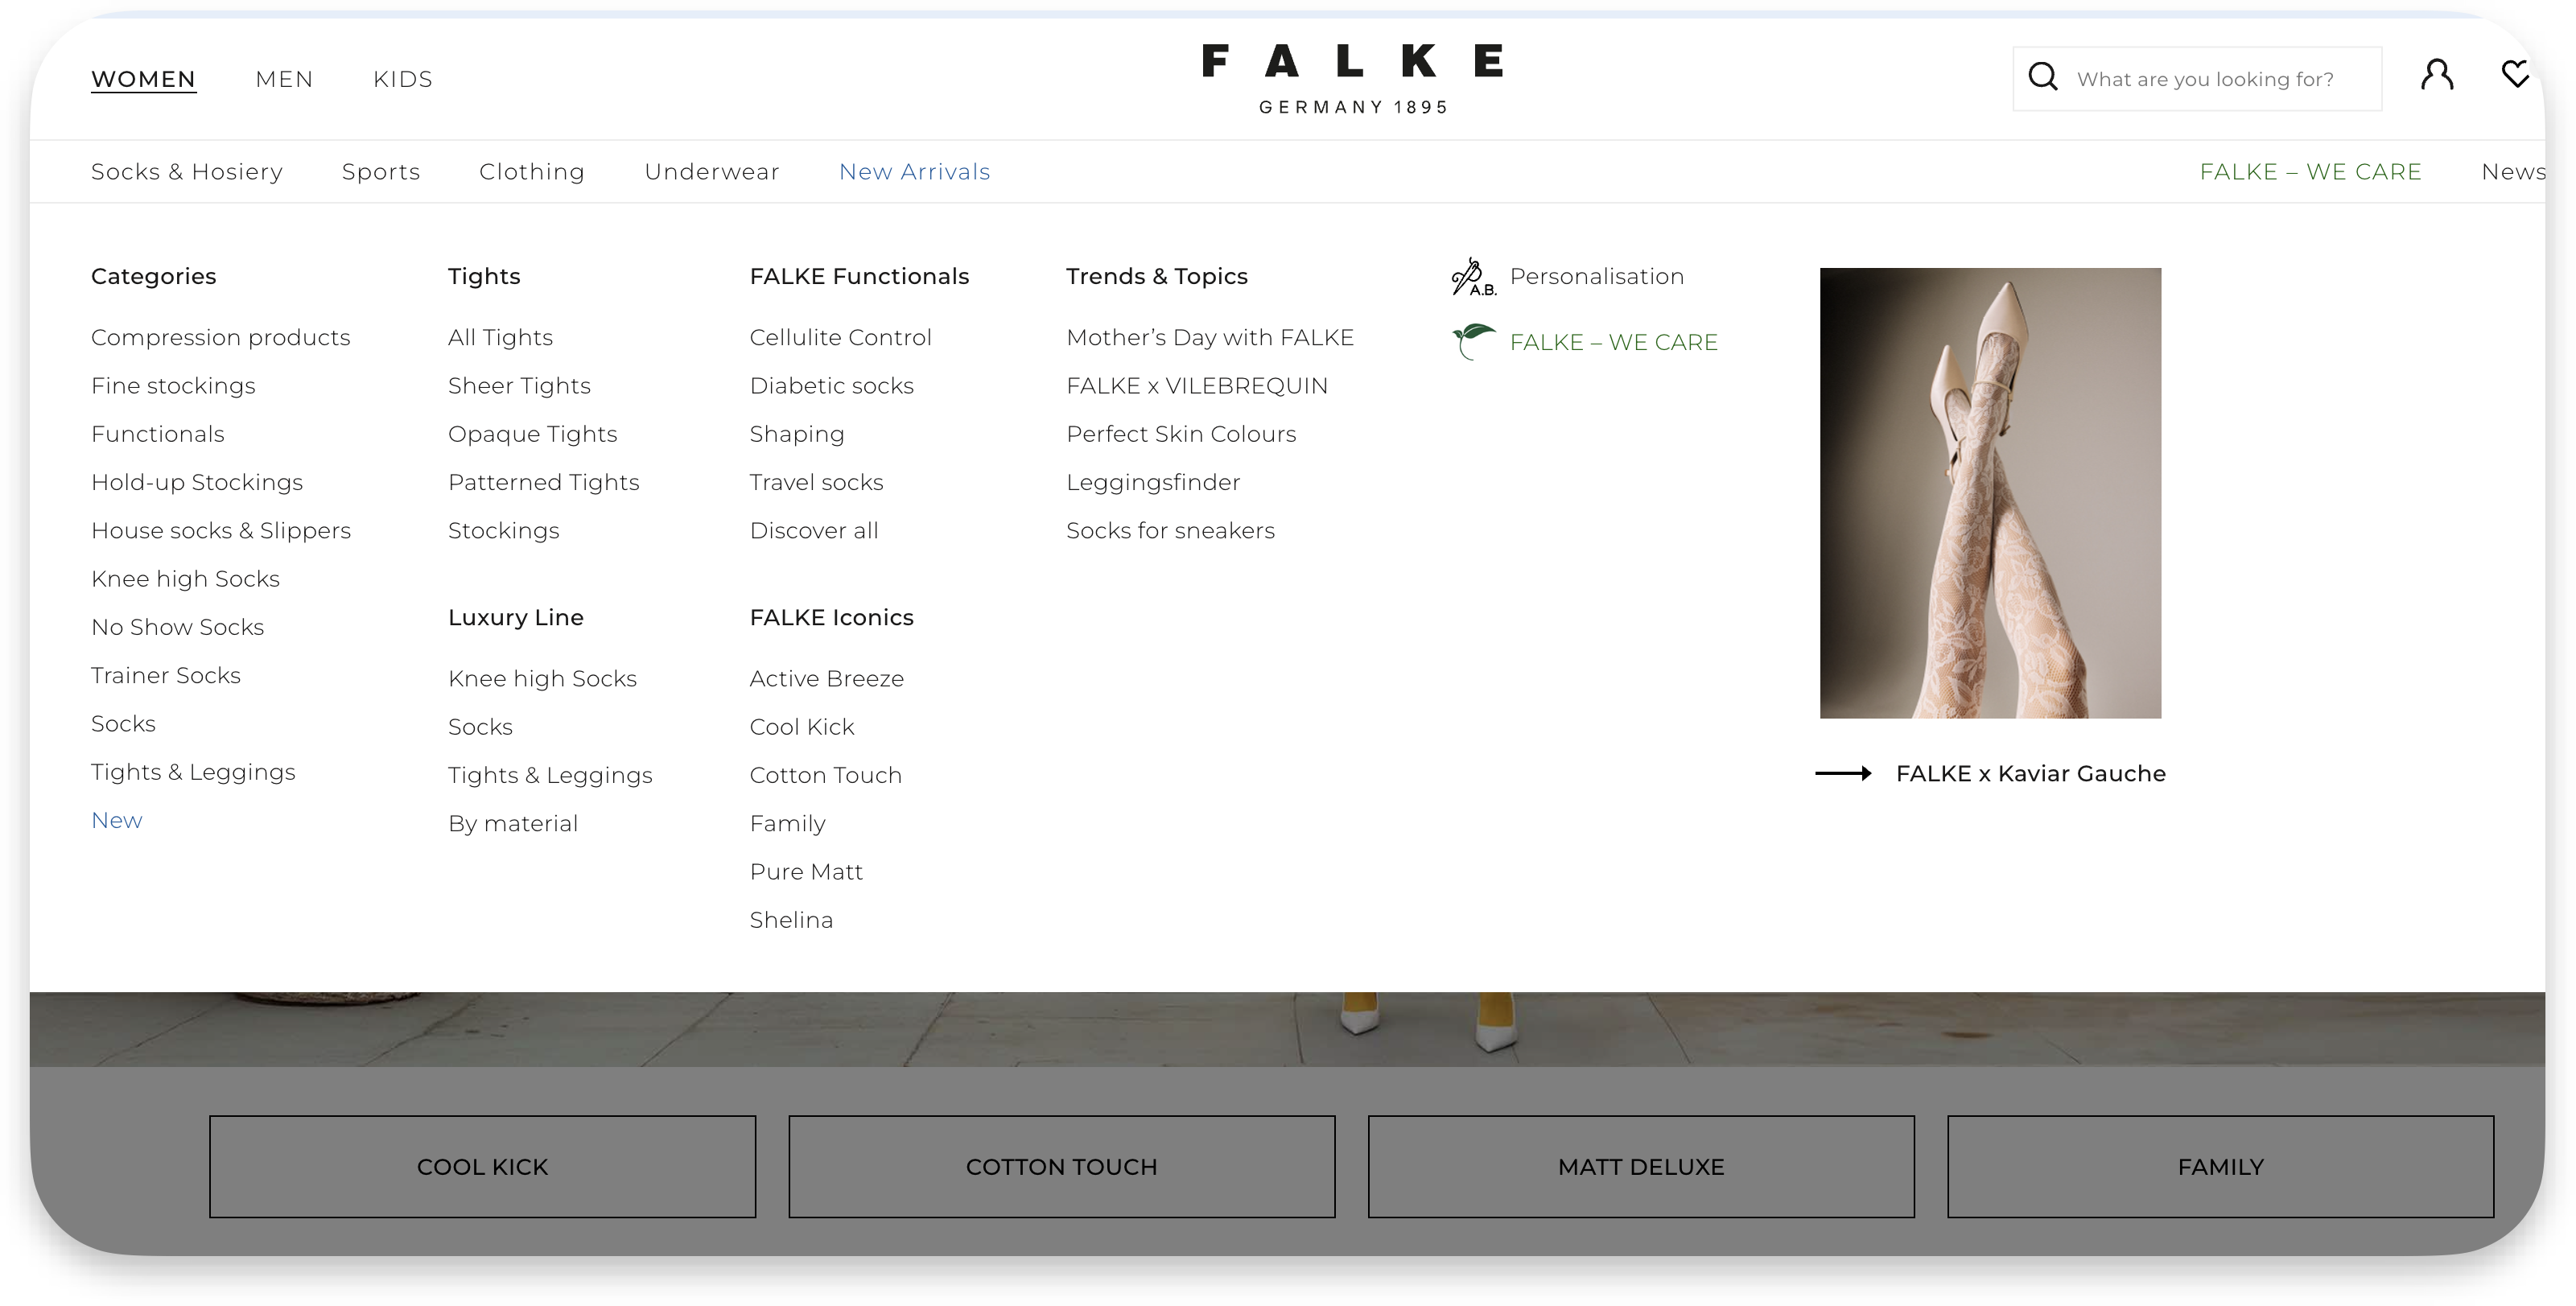 WOMEN
MEN
KIDS
FALKE
GERMANY 1895
What are you looking for?
Socks & Hosiery
Sports
Clothing
Underwear
New Arrivals
FALKE – WE CARE
News
Categories
Compression products
Fine stockings
Functionals
Hold-up Stockings
House socks & Slippers
Knee high Socks
No Show Socks
Trainer Socks
Socks
Tights & Leggings
New
Tights
All Tights
Sheer Tights
Opaque Tights
Patterned Tights
Stockings
Luxury Line
Knee high Socks
Socks
Tights & Leggings
By material
FALKE Functionals
Cellulite Control
Diabetic socks
Shaping
Travel socks
Discover all
FALKE Iconics
Active Breeze
Cool Kick
Cotton Touch
Family
Pure Matt
Shelina
Trends & Topics
Mother’s Day with FALKE
FALKE x VILEBREQUIN
Perfect Skin Colours
Leggingsfinder
Socks for sneakers
A.B.
Personalisation
FALKE – WE CARE
FALKE x Kaviar Gauche
COOL KICK
COTTON TOUCH
MATT DELUXE
FAMILY